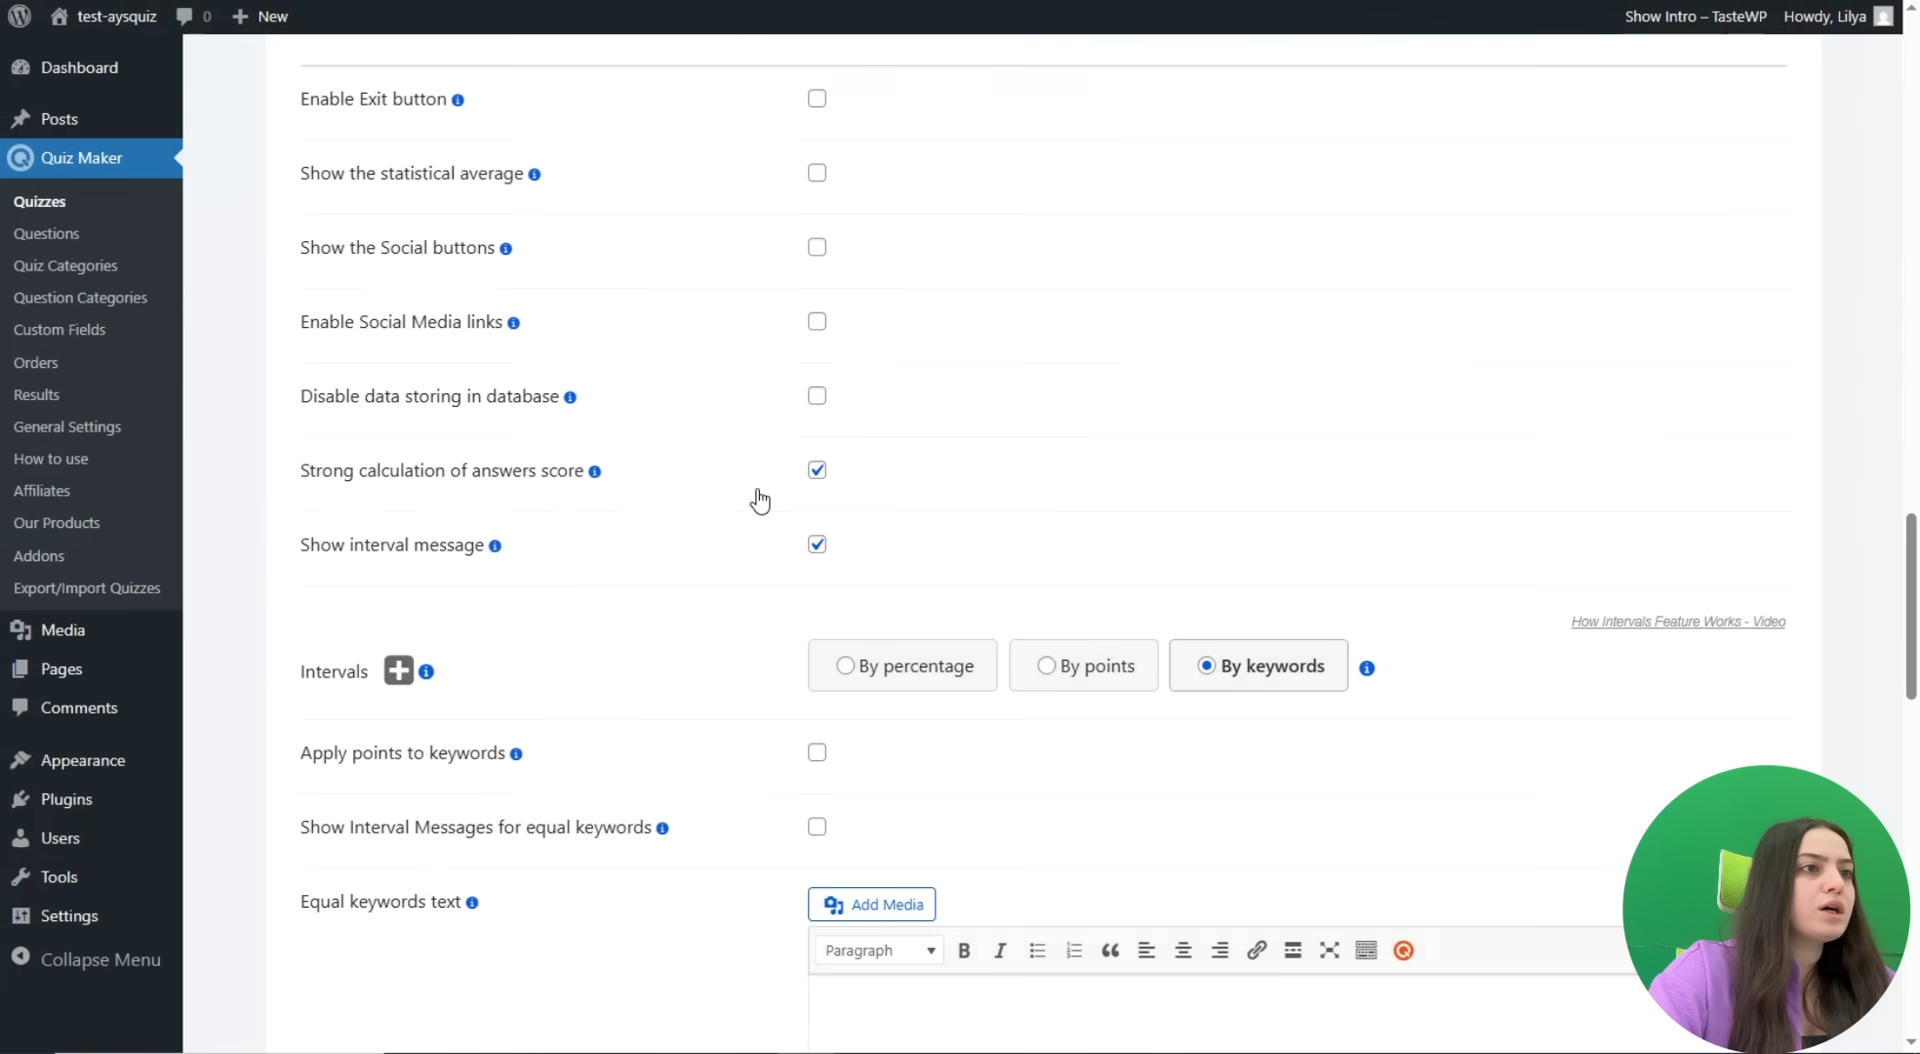 test-aysquiz
0
New
Show Intro – TasteWP
Howdy, Lilya
Dashboard
Posts
Quiz Maker
Quizzes
Questions
Quiz Categories
Question Categories
Custom Fields
Orders
Results
General Settings
How to use
Affiliates
Our Products
Addons
Export/Import Quizzes
Media
Pages
Comments
Appearance
Plugins
Users
Tools
Settings
Collapse Menu
Enable Exit button
Show the statistical average
Show the Social buttons
Enable Social Media links
Disable data storing in database
Strong calculation of answers score
Show interval message
How Intervals Feature Works - Video
Intervals
By percentage
By points
By keywords
Apply points to keywords
Show Interval Messages for equal keywords
Equal keywords text
Add Media
Paragraph